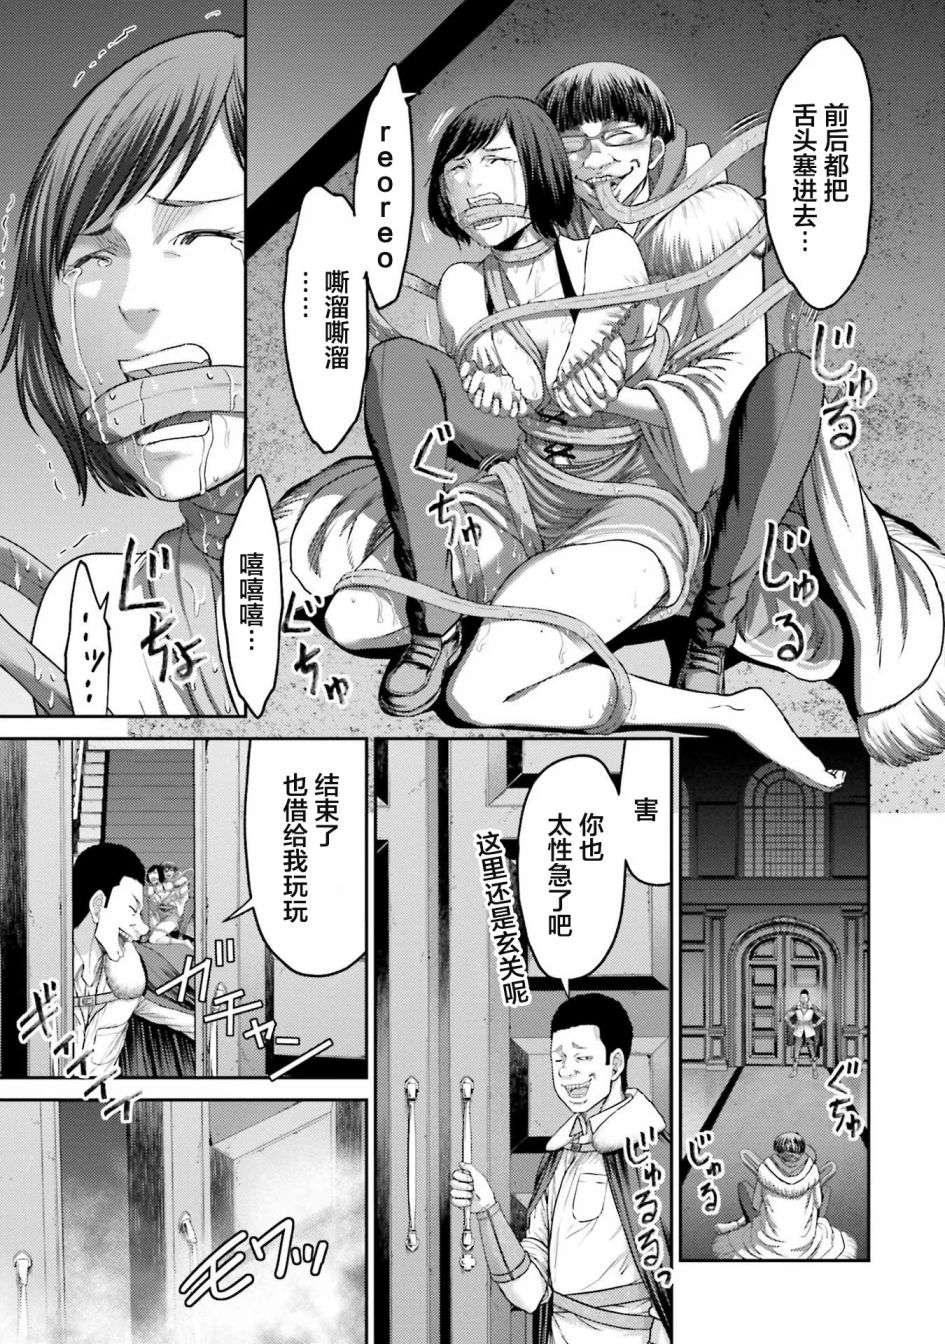 前后都把
舌头塞进去…
reoreo
嘶溜嘶溜
……
じゅる
ぐちゅ
じゅるる
ぐちゅ
嘻嘻嘻…
ぐちょ
…ッ…
害
你也
太性急了吧
这里还是玄关呢
ぐちゅ
じゅる
じゅるるるっ
结束了
也借给我玩玩
ガチャーン
ギィィィィ
モワッ